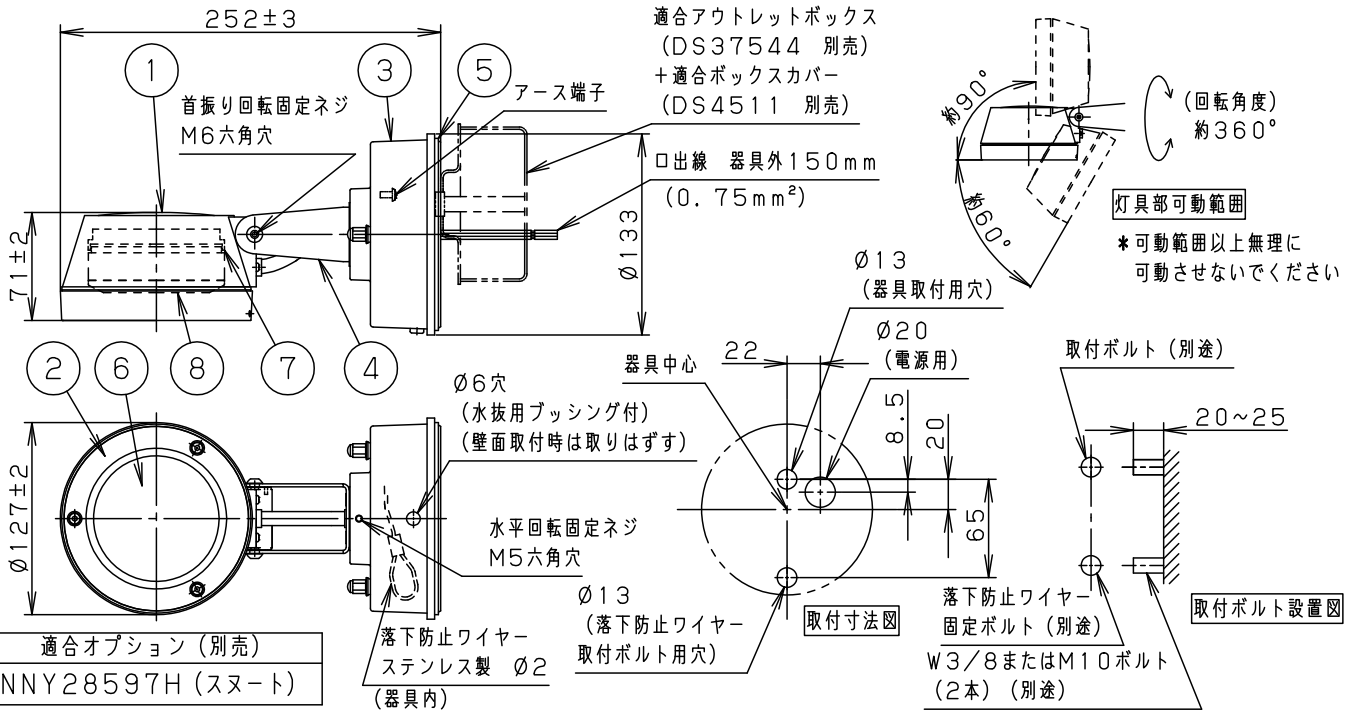 252±3
適合アウトレットボックス
(DS37544 別売)
+適合ボックスカバー
(DS4511 別売)
1
3
5
首振り回転固定ネジ
M6六角穴
アース端子
口出線 器具外150mm
(0.75mm²)
71±2
Ø133
約90°
(回転角度)
約360°
約60°
灯具部可動範囲
*可動範囲以上無理に
可動させないでください
2
6
8
7
4
Ø6穴
(水抜用ブッシング付)
(壁面取付時は取りはずす)
Ø127±2
水平回転固定ネジ
M5六角穴
落下防止ワイヤー
ステンレス製 Ø2
(器具内)
適合オプション(別売)
NNY28597H(スヌート)
Ø13
(器具取付用穴)
Ø20
(電源用)
22
器具中心
8.5
20
65
Ø13
(落下防止ワイヤー
取付ボルト用穴)
取付寸法図
取付ボルト(別途)
20~25
落下防止ワイヤー
固定ボルト(別途)
W3/8またはM10ボルト
(2本)(別途)
取付ボルト設置図